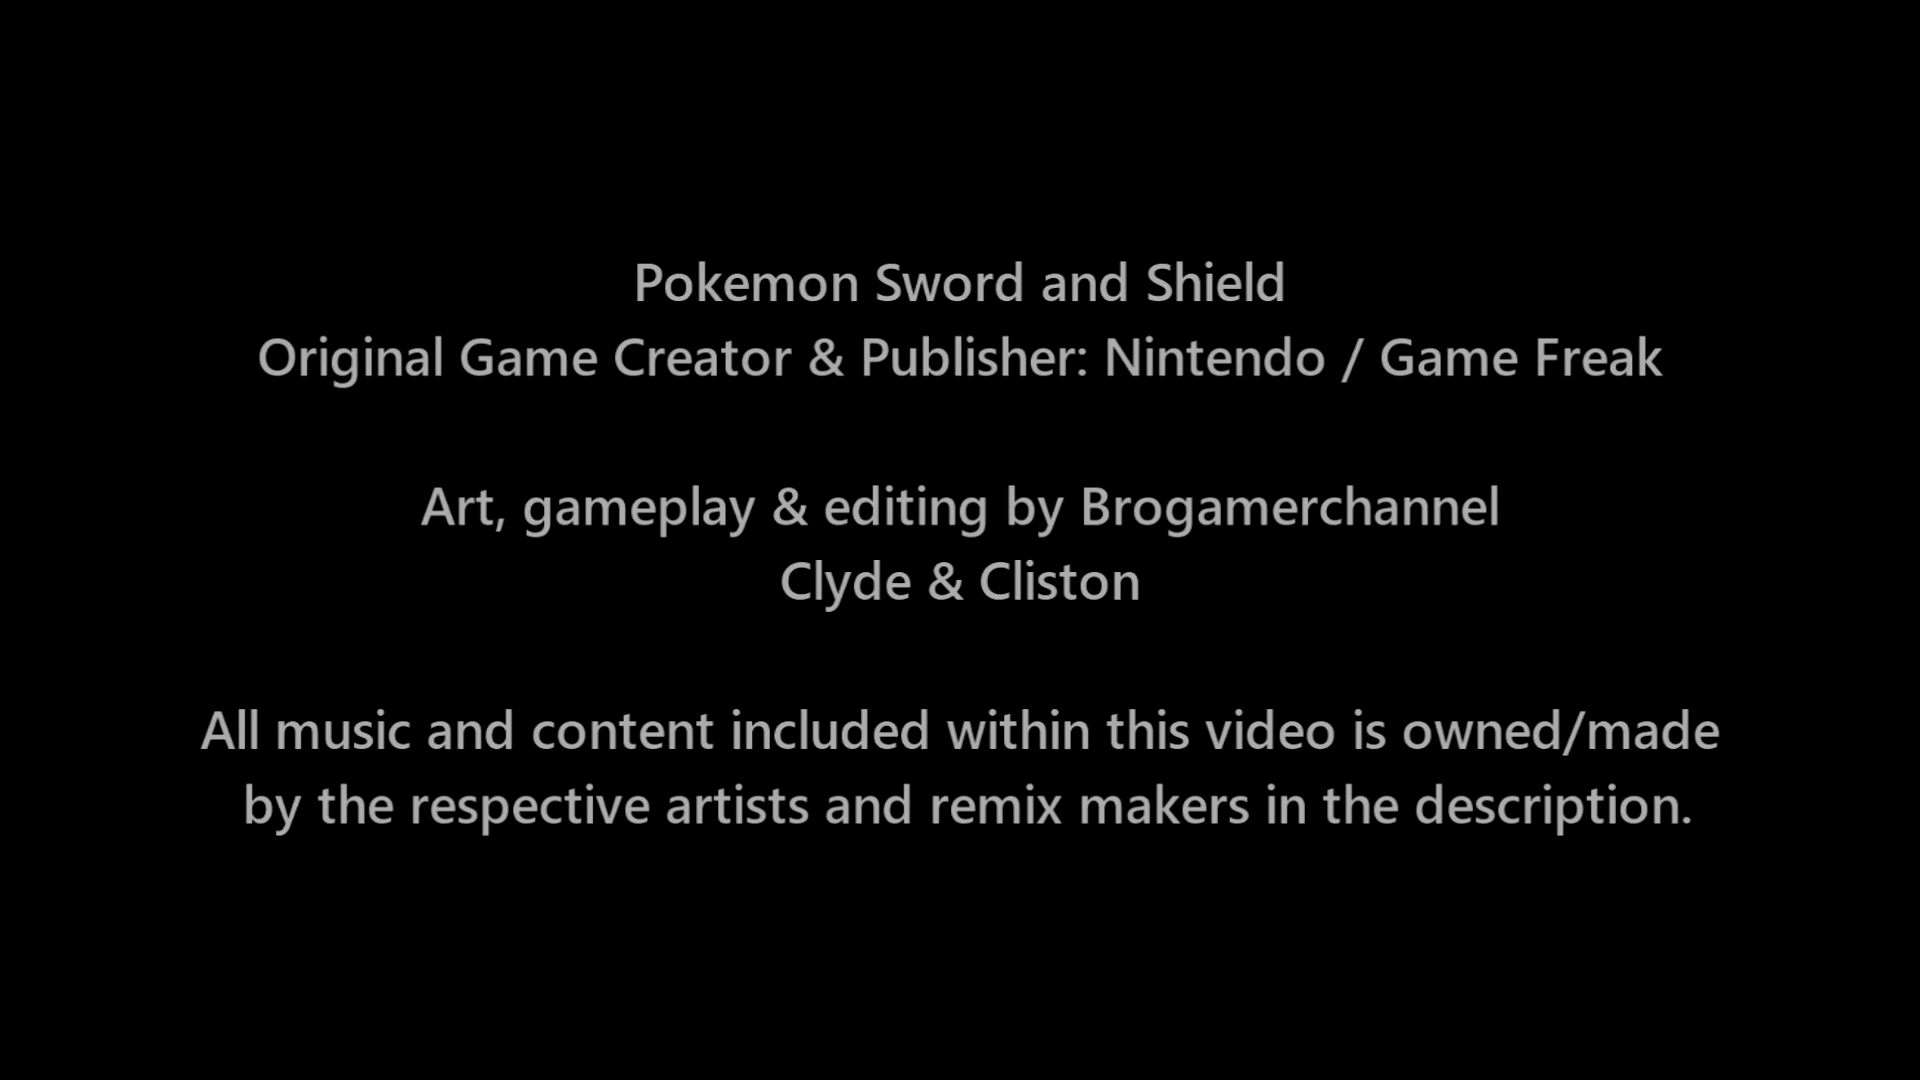 Pokemon Sword and Shield
Original Game Creator & Publisher: Nintendo / Game Freak
Art, gameplay & editing by Brogamerchannel
Clyde & Cliston
All music and content included within this video is owned/made
by the respective artists and remix makers in the description.